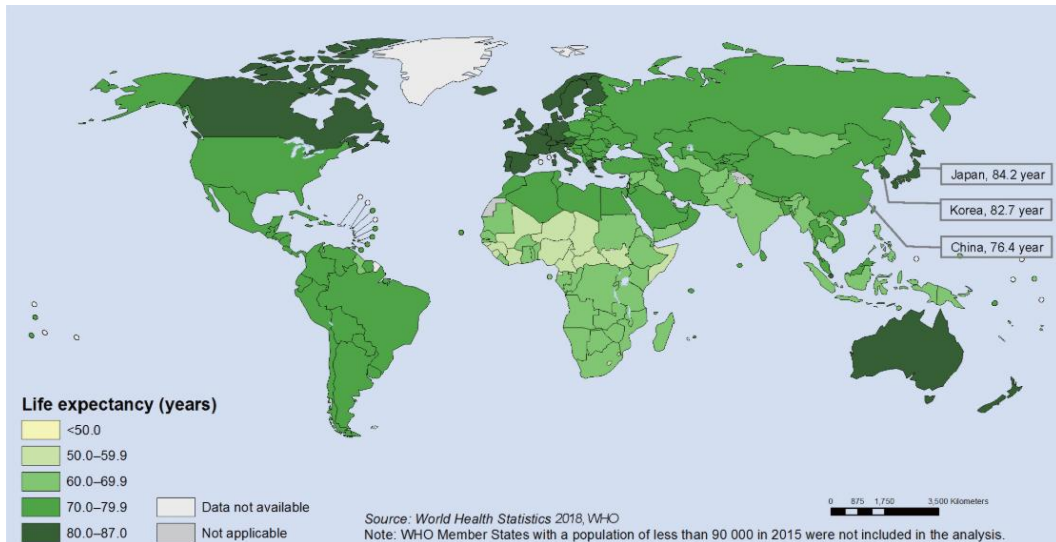 Japan, 84.2 year
Korea, 82.7 year
China, 76.4 year
Life expectancy (years)
<50.0
50.0–59.9
60.0–69.9
70.0–79.9
80.0–87.0
Data not available
Not applicable
0 875 1,750 3,500 Kilometers
Source: World Health Statistics 2018, WHO
Note: WHO Member States with a population of less than 90 000 in 2015 were not included in the analysis.